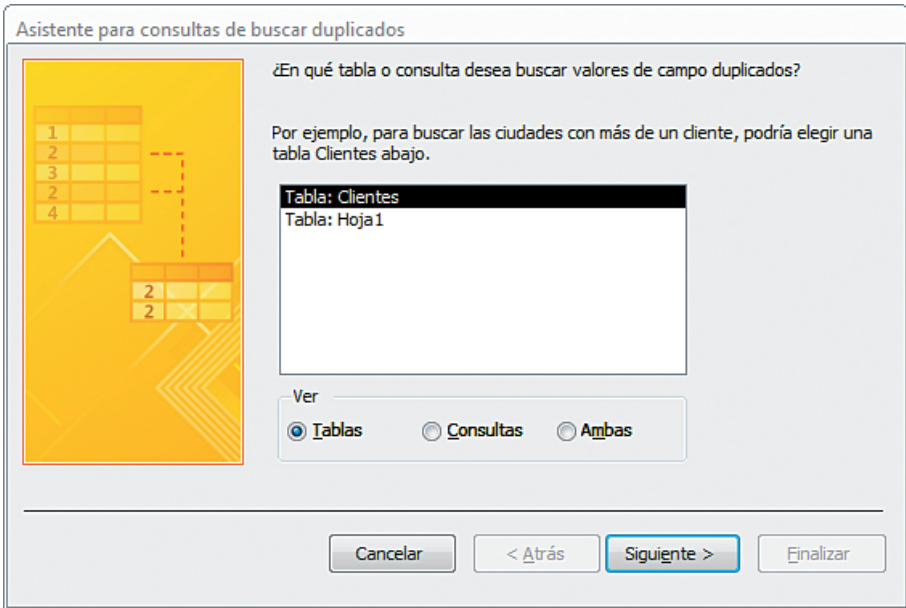 Asistente para consultas de buscar duplicados
¿En qué tabla o consulta desea buscar valores de campo duplicados?
Por ejemplo, para buscar las ciudades con más de un cliente, podría elegir una
tabla Clientes abajo.
1
2
3
2
4
2
2
Tabla: Clientes
Tabla: Hoja1
Ver
Tablas
Consultas
Ambas
Cancelar
< Atrás
Siguiente >
Finalizar